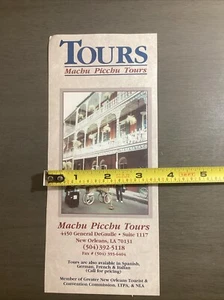 TOURS
Machu Picchu Tours
1 2 3 4 5
Machu Picchu Tours
4450 General DeGaulle • Suite 1117
New Orleans, LA 70131
(504)392-5118
Fax # (504) 393-6404
Tours are also available in Spanish,
German, French & Italian
(Call for pricing)
Member of Greater New Orleans Tourist &
Convention Commission, LTPA, & NTA